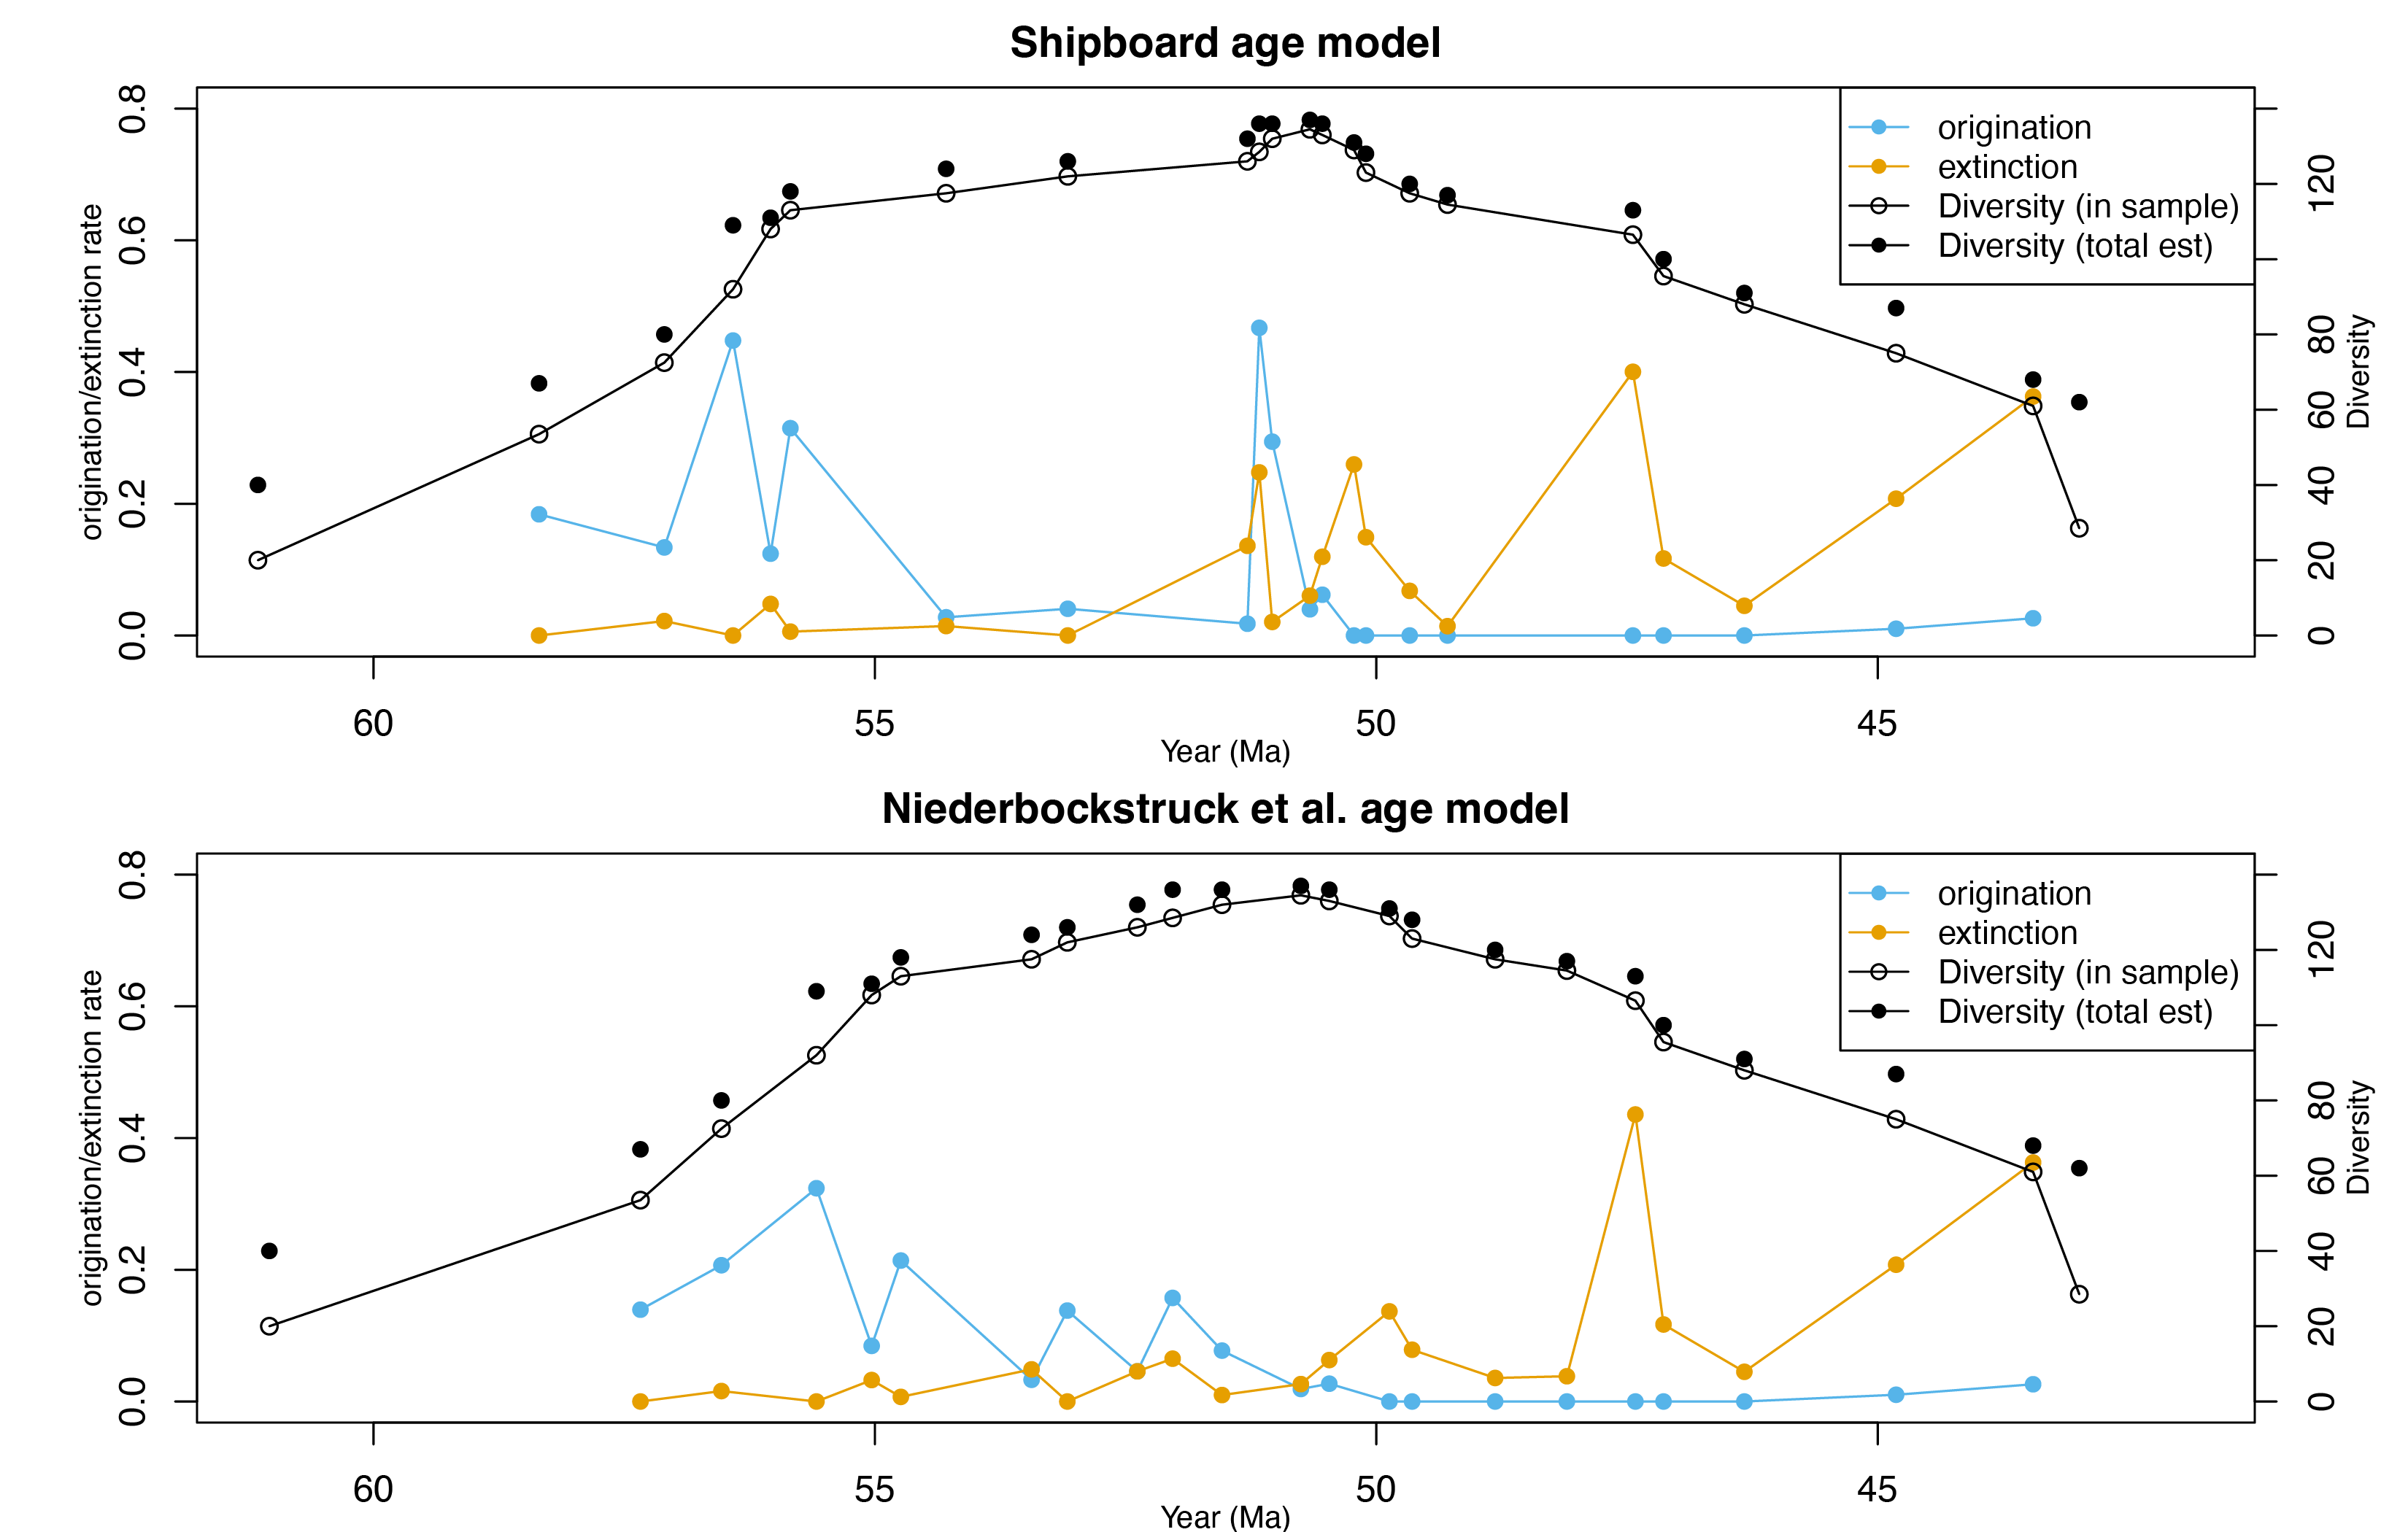 Shipboard age model
origination/extinction rate
0.0
0.2
0.4
0.6
0.8
origination
extinction
Diversity (in sample)
Diversity (total est)
0
20
40
60
80
120
Diversity
60
55
50
45
Year (Ma)
Niederbockstruck et al. age model
origination/extinction rate
0.0
0.2
0.4
0.6
0.8
origination
extinction
Diversity (in sample)
Diversity (total est)
0
20
40
60
80
120
Diversity
60
55
50
45
Year (Ma)